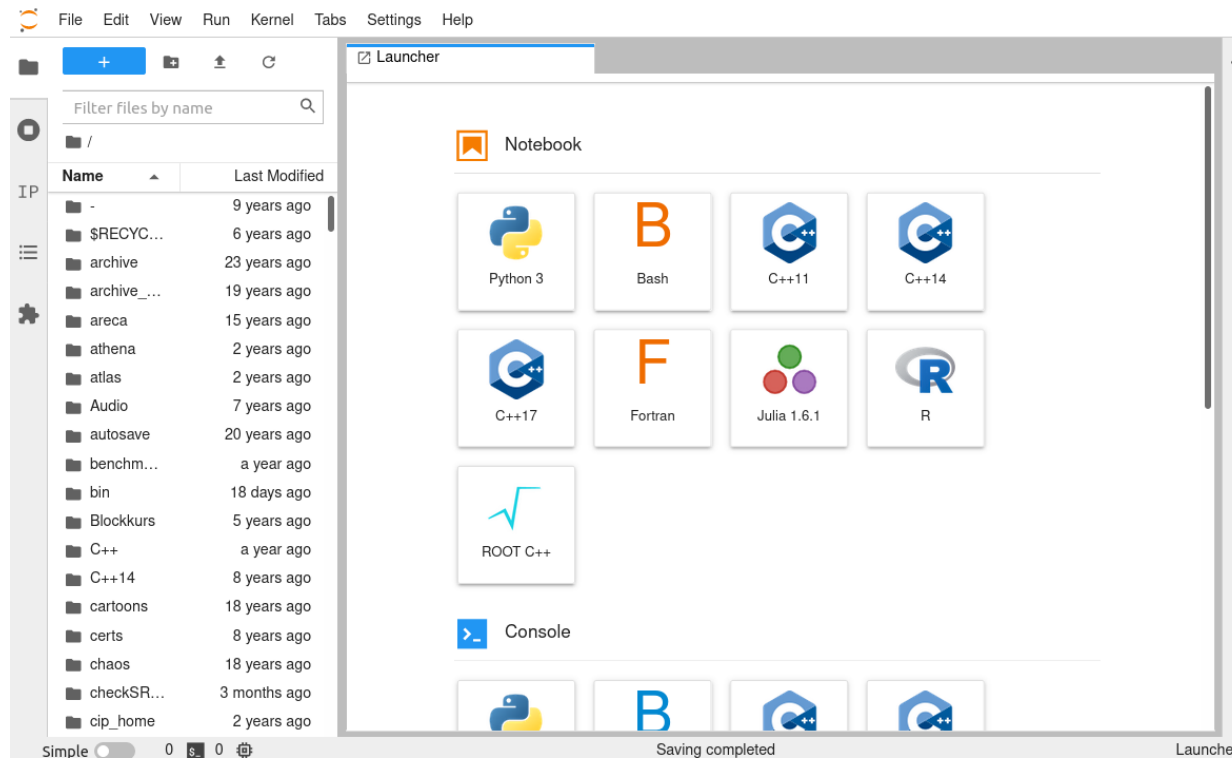 File Edit View Run Kernel Tabs Settings Help
+
Launcher
Filter files by name
/
IP
Name Last Modified
- 9 years ago
$RECYC… 6 years ago
archive 23 years ago
archive_… 19 years ago
areca 15 years ago
athena 2 years ago
atlas 2 years ago
Audio 7 years ago
autosave 20 years ago
benchm… a year ago
bin 18 days ago
Blockkurs 5 years ago
C++ a year ago
C++14 8 years ago
cartoons 18 years ago
certs 8 years ago
chaos 18 years ago
checkSR… 3 months ago
cip_home 2 years ago
Notebook
B C++ C++
Python 3 Bash C++11 C++14
C++ F R
C++17 Fortran Julia 1.6.1 R
ROOT C++
Console
B C++ C++
Simple 0 s_ 0 Saving completed Launche